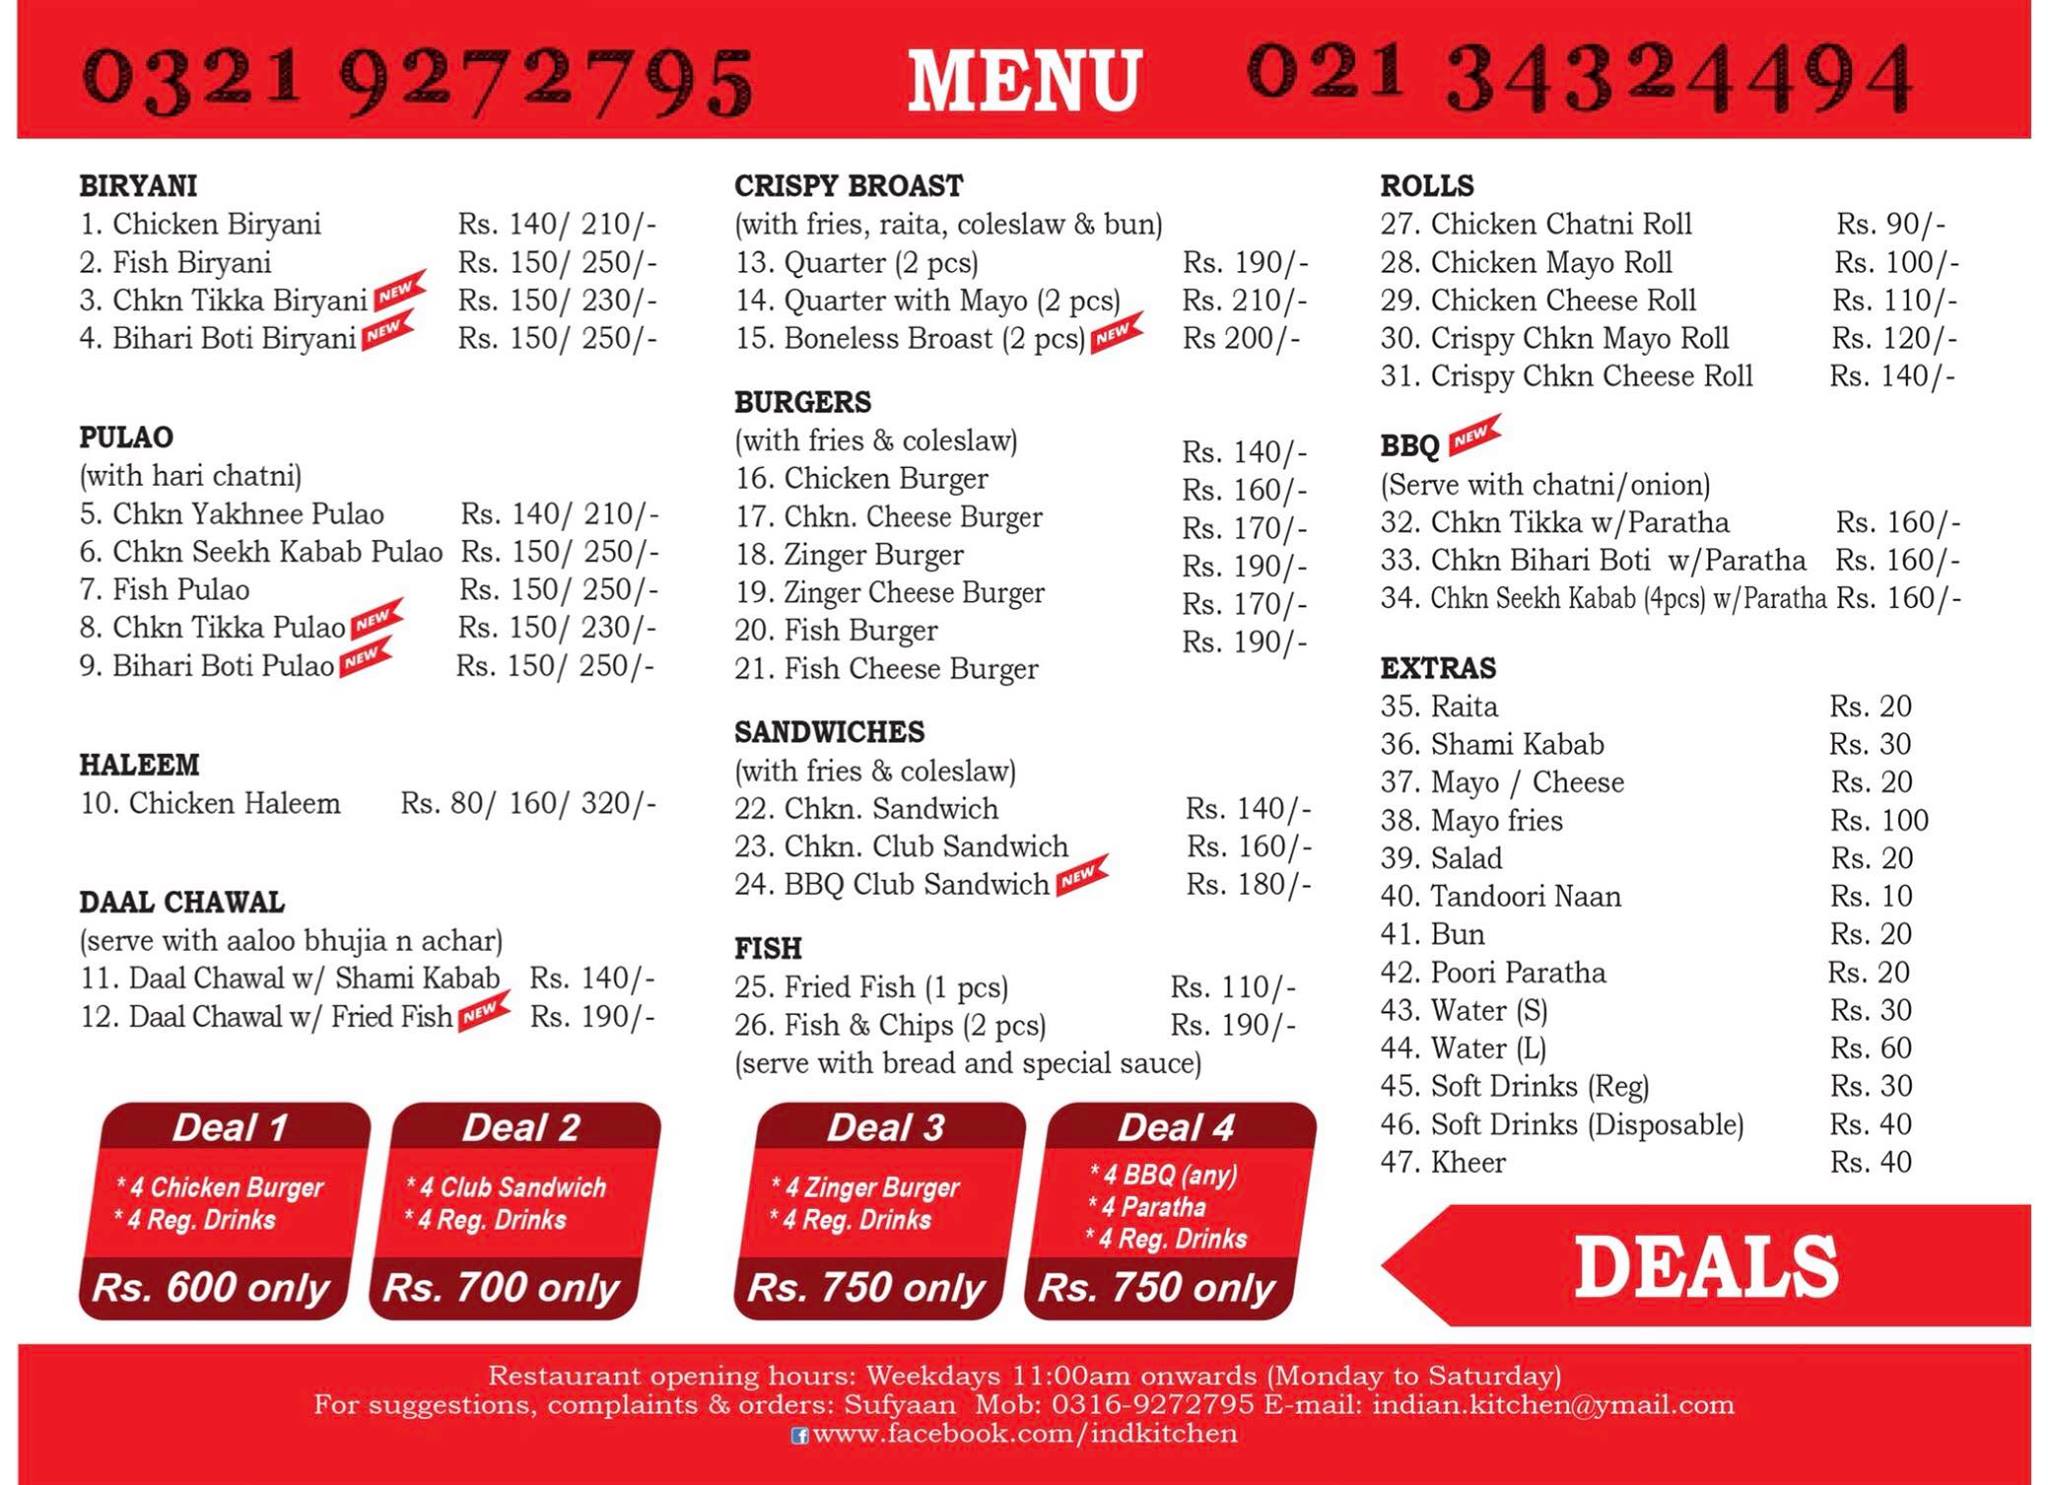 0321 9272795 MENU 021 34324494
BIRYANI
1. Chicken Biryani Rs. 140/ 210/-
2. Fish Biryani Rs. 150/ 250/-
3. Chkn Tikka Biryani NEW Rs. 150/ 230/-
4. Bihari Boti Biryani NEW Rs. 150/ 250/-
PULAO
(with hari chatni)
5. Chkn Yakhnee Pulao Rs. 140/ 210/-
6. Chkn Seekh Kabab Pulao Rs. 150/ 250/-
7. Fish Pulao Rs. 150/ 250/-
8. Chkn Tikka Pulao NEW Rs. 150/ 230/-
9. Bihari Boti Pulao NEW Rs. 150/ 250/-
HALEEM
10. Chicken Haleem Rs. 80/ 160/ 320/-
DAAL CHAWAL
(serve with aaloo bhujia n achar)
11. Daal Chawal w/ Shami Kabab Rs. 140/-
12. Daal Chawal w/ Fried Fish NEW Rs. 190/-
CRISPY BROAST
(with fries, raita, coleslaw & bun)
13. Quarter (2 pcs) Rs. 190/-
14. Quarter with Mayo (2 pcs) Rs. 210/-
15. Boneless Broast (2 pcs) NEW Rs 200/-
BURGERS
(with fries & coleslaw)
16. Chicken Burger Rs. 140/-
17. Chkn. Cheese Burger Rs. 160/-
18. Zinger Burger Rs. 170/-
19. Zinger Cheese Burger Rs. 190/-
20. Fish Burger Rs. 170/-
21. Fish Cheese Burger Rs. 190/-
SANDWICHES
(with fries & coleslaw)
22. Chkn. Sandwich Rs. 140/-
23. Chkn. Club Sandwich Rs. 160/-
24. BBQ Club Sandwich NEW Rs. 180/-
FISH
25. Fried Fish (1 pcs) Rs. 110/-
26. Fish & Chips (2 pcs) Rs. 190/-
(serve with bread and special sauce)
ROLLS
27. Chicken Chatni Roll Rs. 90/-
28. Chicken Mayo Roll Rs. 100/-
29. Chicken Cheese Roll Rs. 110/-
30. Crispy Chkn Mayo Roll Rs. 120/-
31. Crispy Chkn Cheese Roll Rs. 140/-
BBQ NEW
(Serve with chatni/onion)
32. Chkn Tikka w/Paratha Rs. 160/-
33. Chkn Bihari Boti w/Paratha Rs. 160/-
34. Chkn Seekh Kabab (4pcs) w/Paratha Rs. 160/-
EXTRAS
35. Raita Rs. 20
36. Shami Kabab Rs. 30
37. Mayo / Cheese Rs. 20
38. Mayo fries Rs. 100
39. Salad Rs. 20
40. Tandoori Naan Rs. 10
41. Bun Rs. 20
42. Poori Paratha Rs. 20
43. Water (S) Rs. 30
44. Water (L) Rs. 60
45. Soft Drinks (Reg) Rs. 30
46. Soft Drinks (Disposable) Rs. 40
47. Kheer Rs. 40
Deal 1
* 4 Chicken Burger
* 4 Reg. Drinks
Rs. 600 only
Deal 2
* 4 Club Sandwich
* 4 Reg. Drinks
Rs. 700 only
Deal 3
* 4 Zinger Burger
* 4 Reg. Drinks
Rs. 750 only
Deal 4
* 4 BBQ (any)
* 4 Paratha
* 4 Reg. Drinks
Rs. 750 only
DEALS
Restaurant opening hours: Weekdays 11:00am onwards (Monday to Saturday)
For suggestions, complaints & orders: Sufyaan Mob: 0316-9272795 E-mail: indian.kitchen@ymail.com
f www.facebook.com/indkitchen